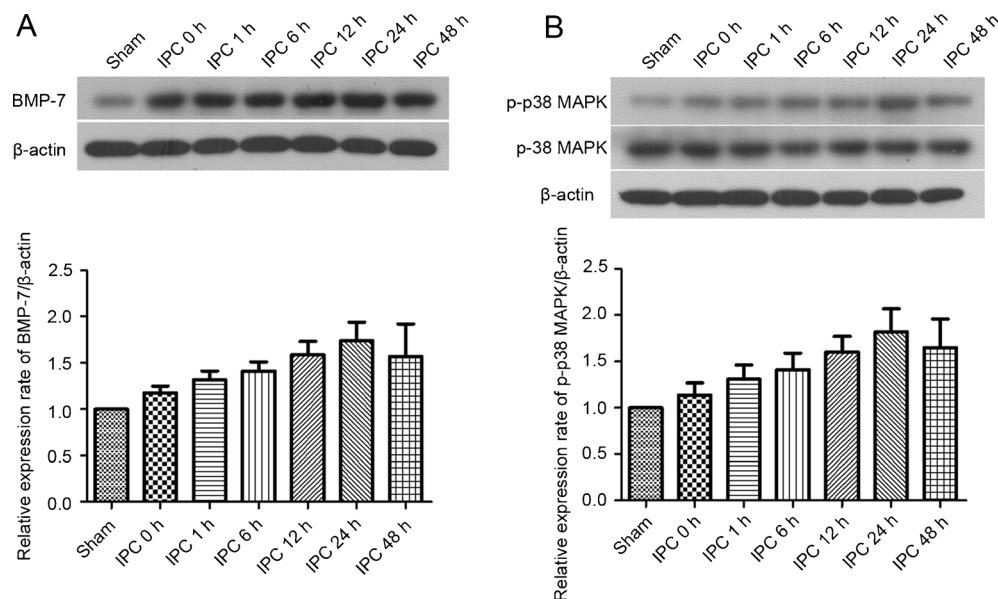 A
Sham IPC 0 h IPC 1 h IPC 6 h IPC 12 h IPC 24 h IPC 48 h
BMP-7
β-actin
Relative expression rate of BMP-7/β-actin
2.5
2.0
1.5
1.0
0.5
0.0
Sham IPC 0 h IPC 1 h IPC 6 h IPC 12 h IPC 24 h IPC 48 h
B
Sham IPC 0 h IPC 1 h IPC 6 h IPC 12 h IPC 24 h IPC 48 h
p-p38 MAPK
p-38 MAPK
β-actin
Relative expression rate of p-p38 MAPK/β-actin
2.5
2.0
1.5
1.0
0.5
0.0
Sham IPC 0 h IPC 1 h IPC 6 h IPC 12 h IPC 24 h IPC 48 h